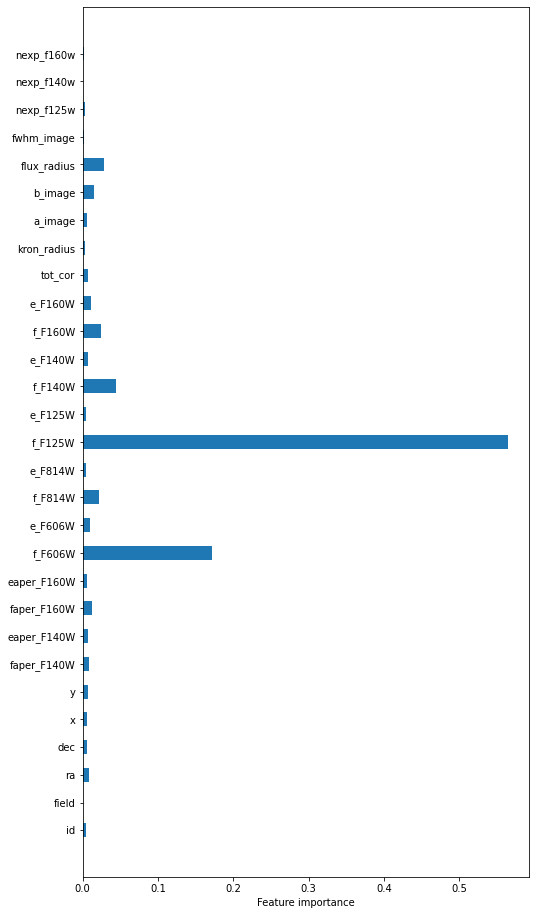 nexp_f160w
nexp_f140w
nexp_f125w
fwhm_image
flux_radius
b_image
a_image
kron_radius
tot_cor
e_F160W
f_F160W
e_F140W
f_F140W
e_F125W
f_F125W
e_F814W
f_F814W
e_F606W
f_F606W
eaper_F160W
faper_F160W
eaper_F140W
faper_F140W
y
x
dec
ra
field
id
0.0 0.1 0.2 0.3 0.4 0.5
Feature importance